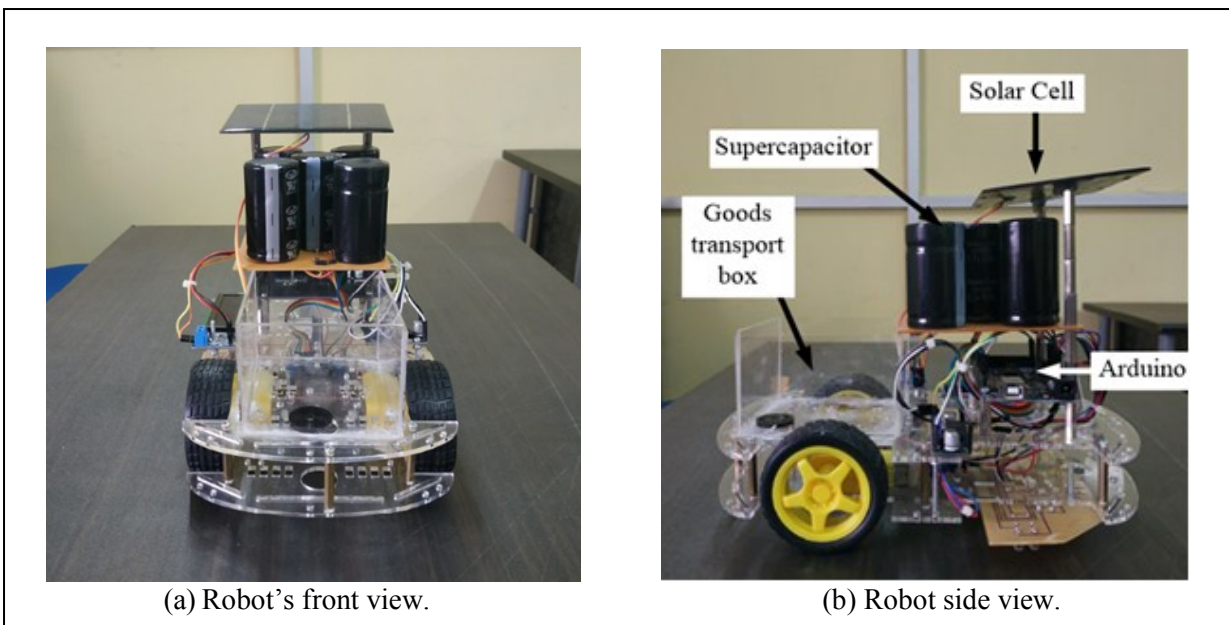 Solar Cell
Supercapacitor
Goods
transport
box
Arduino
(a) Robot’s front view.
(b) Robot side view.